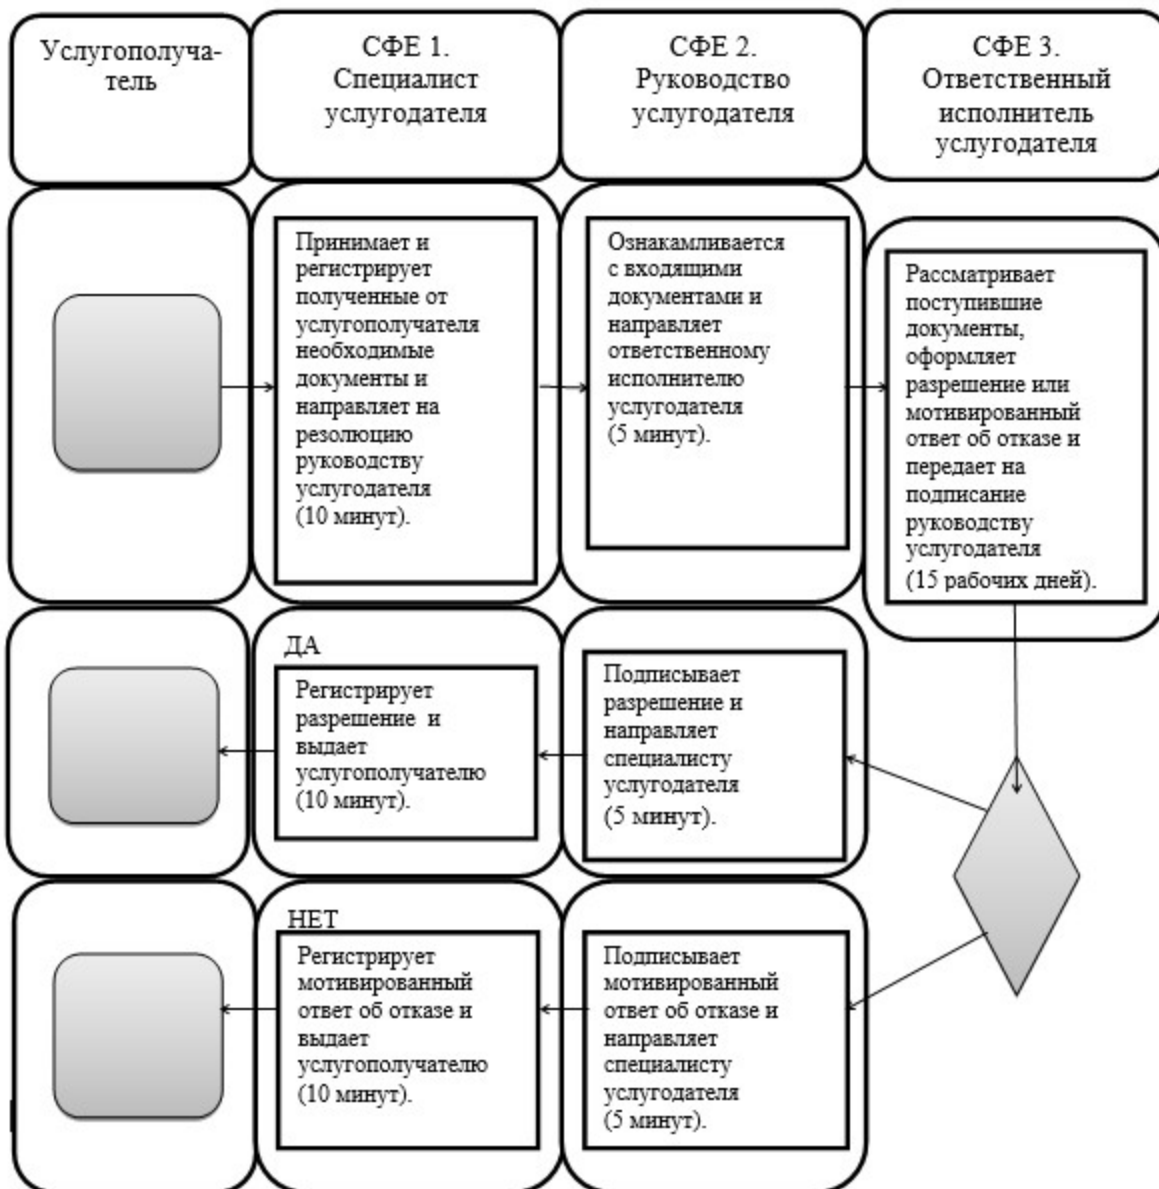 Услугополуча-
тель
СФЕ 1.
Специалист
услугодателя
СФЕ 2.
Руководство
услугодателя
СФЕ 3.
Ответственный
исполнитель
услугодателя
Принимает и
регистрирует
полученные от
услугополучателя
необходимые
документы и
направляет на
резолюцию
руководству
услугодателя
(10 минут).
Ознакамливается
с входящими
документами и
направляет
ответственному
исполнителю
услугодателя
(5 минут).
Рассматривает
поступившие
документы,
оформляет
разрешение или
мотивированный
ответ об отказе и
передает на
подписание
руководству
услугодателя
(15 рабочих дней).
ДА
Регистрирует
разрешение и
выдает
услугополучателю
(10 минут).
Подписывает
разрешение и
направляет
специалисту
услугодателя
(5 минут).
НЕТ
Регистрирует
мотивированный
ответ об отказе и
выдает
услугополучателю
(10 минут).
Подписывает
мотивированный
ответ об отказе и
направляет
специалисту
услугодателя
(5 минут).